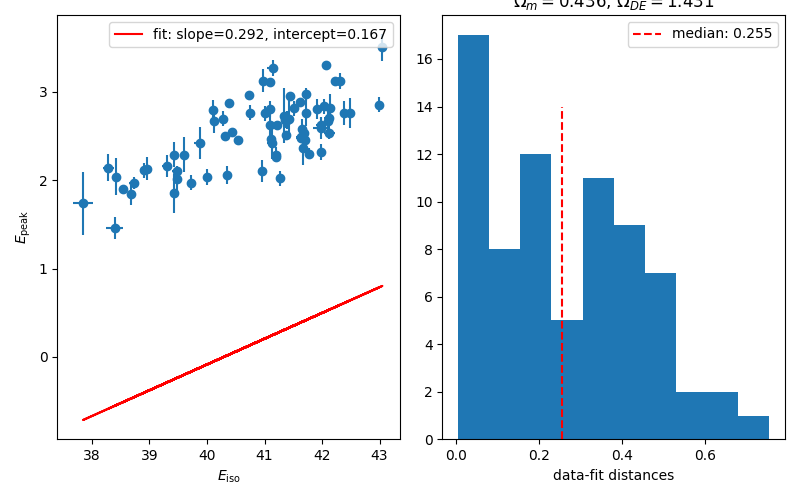 fit: slope=0.292, intercept=0.167
3
2
1
0
E_peak
38 39 40 41 42 43
E_iso
Ω_m = 0.436, Ω_DE = 1.431
median: 0.255
16
14
12
10
8
6
4
2
0
0.0 0.2 0.4 0.6
data-fit distances